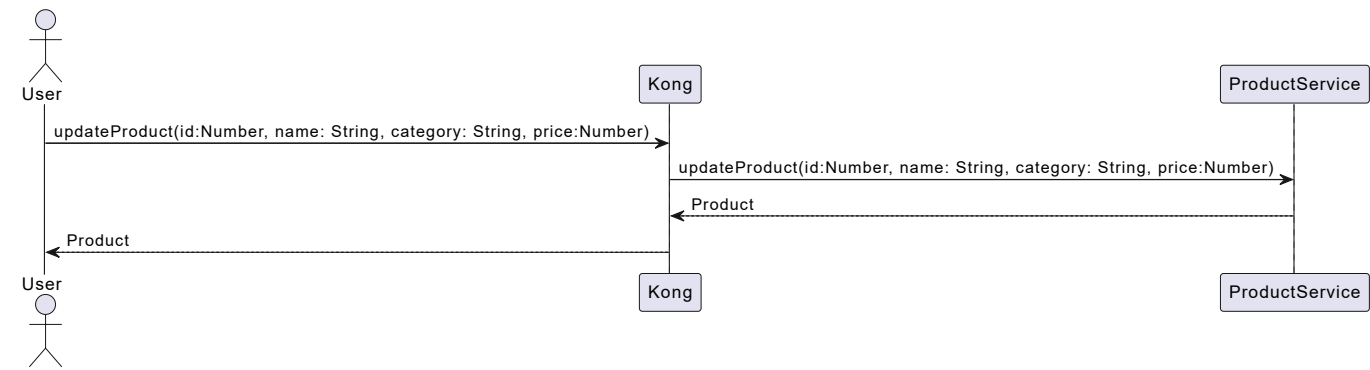 User
Kong
ProductService
updateProduct(id:Number, name: String, category: String, price:Number)
updateProduct(id:Number, name: String, category: String, price:Number)
Product
Product
User
Kong
ProductService